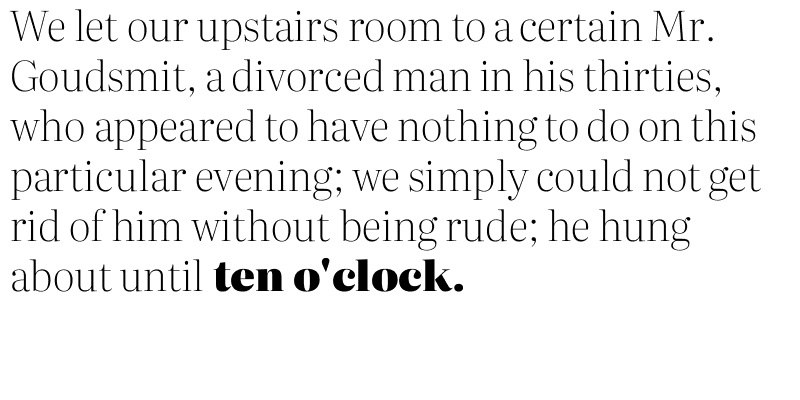 We let our upstairs room to a certain Mr.
Goudsmit, a divorced man in his thirties,
who appeared to have nothing to do on this
particular evening; we simply could not get
rid of him without being rude; he hung
about until ten o'clock.